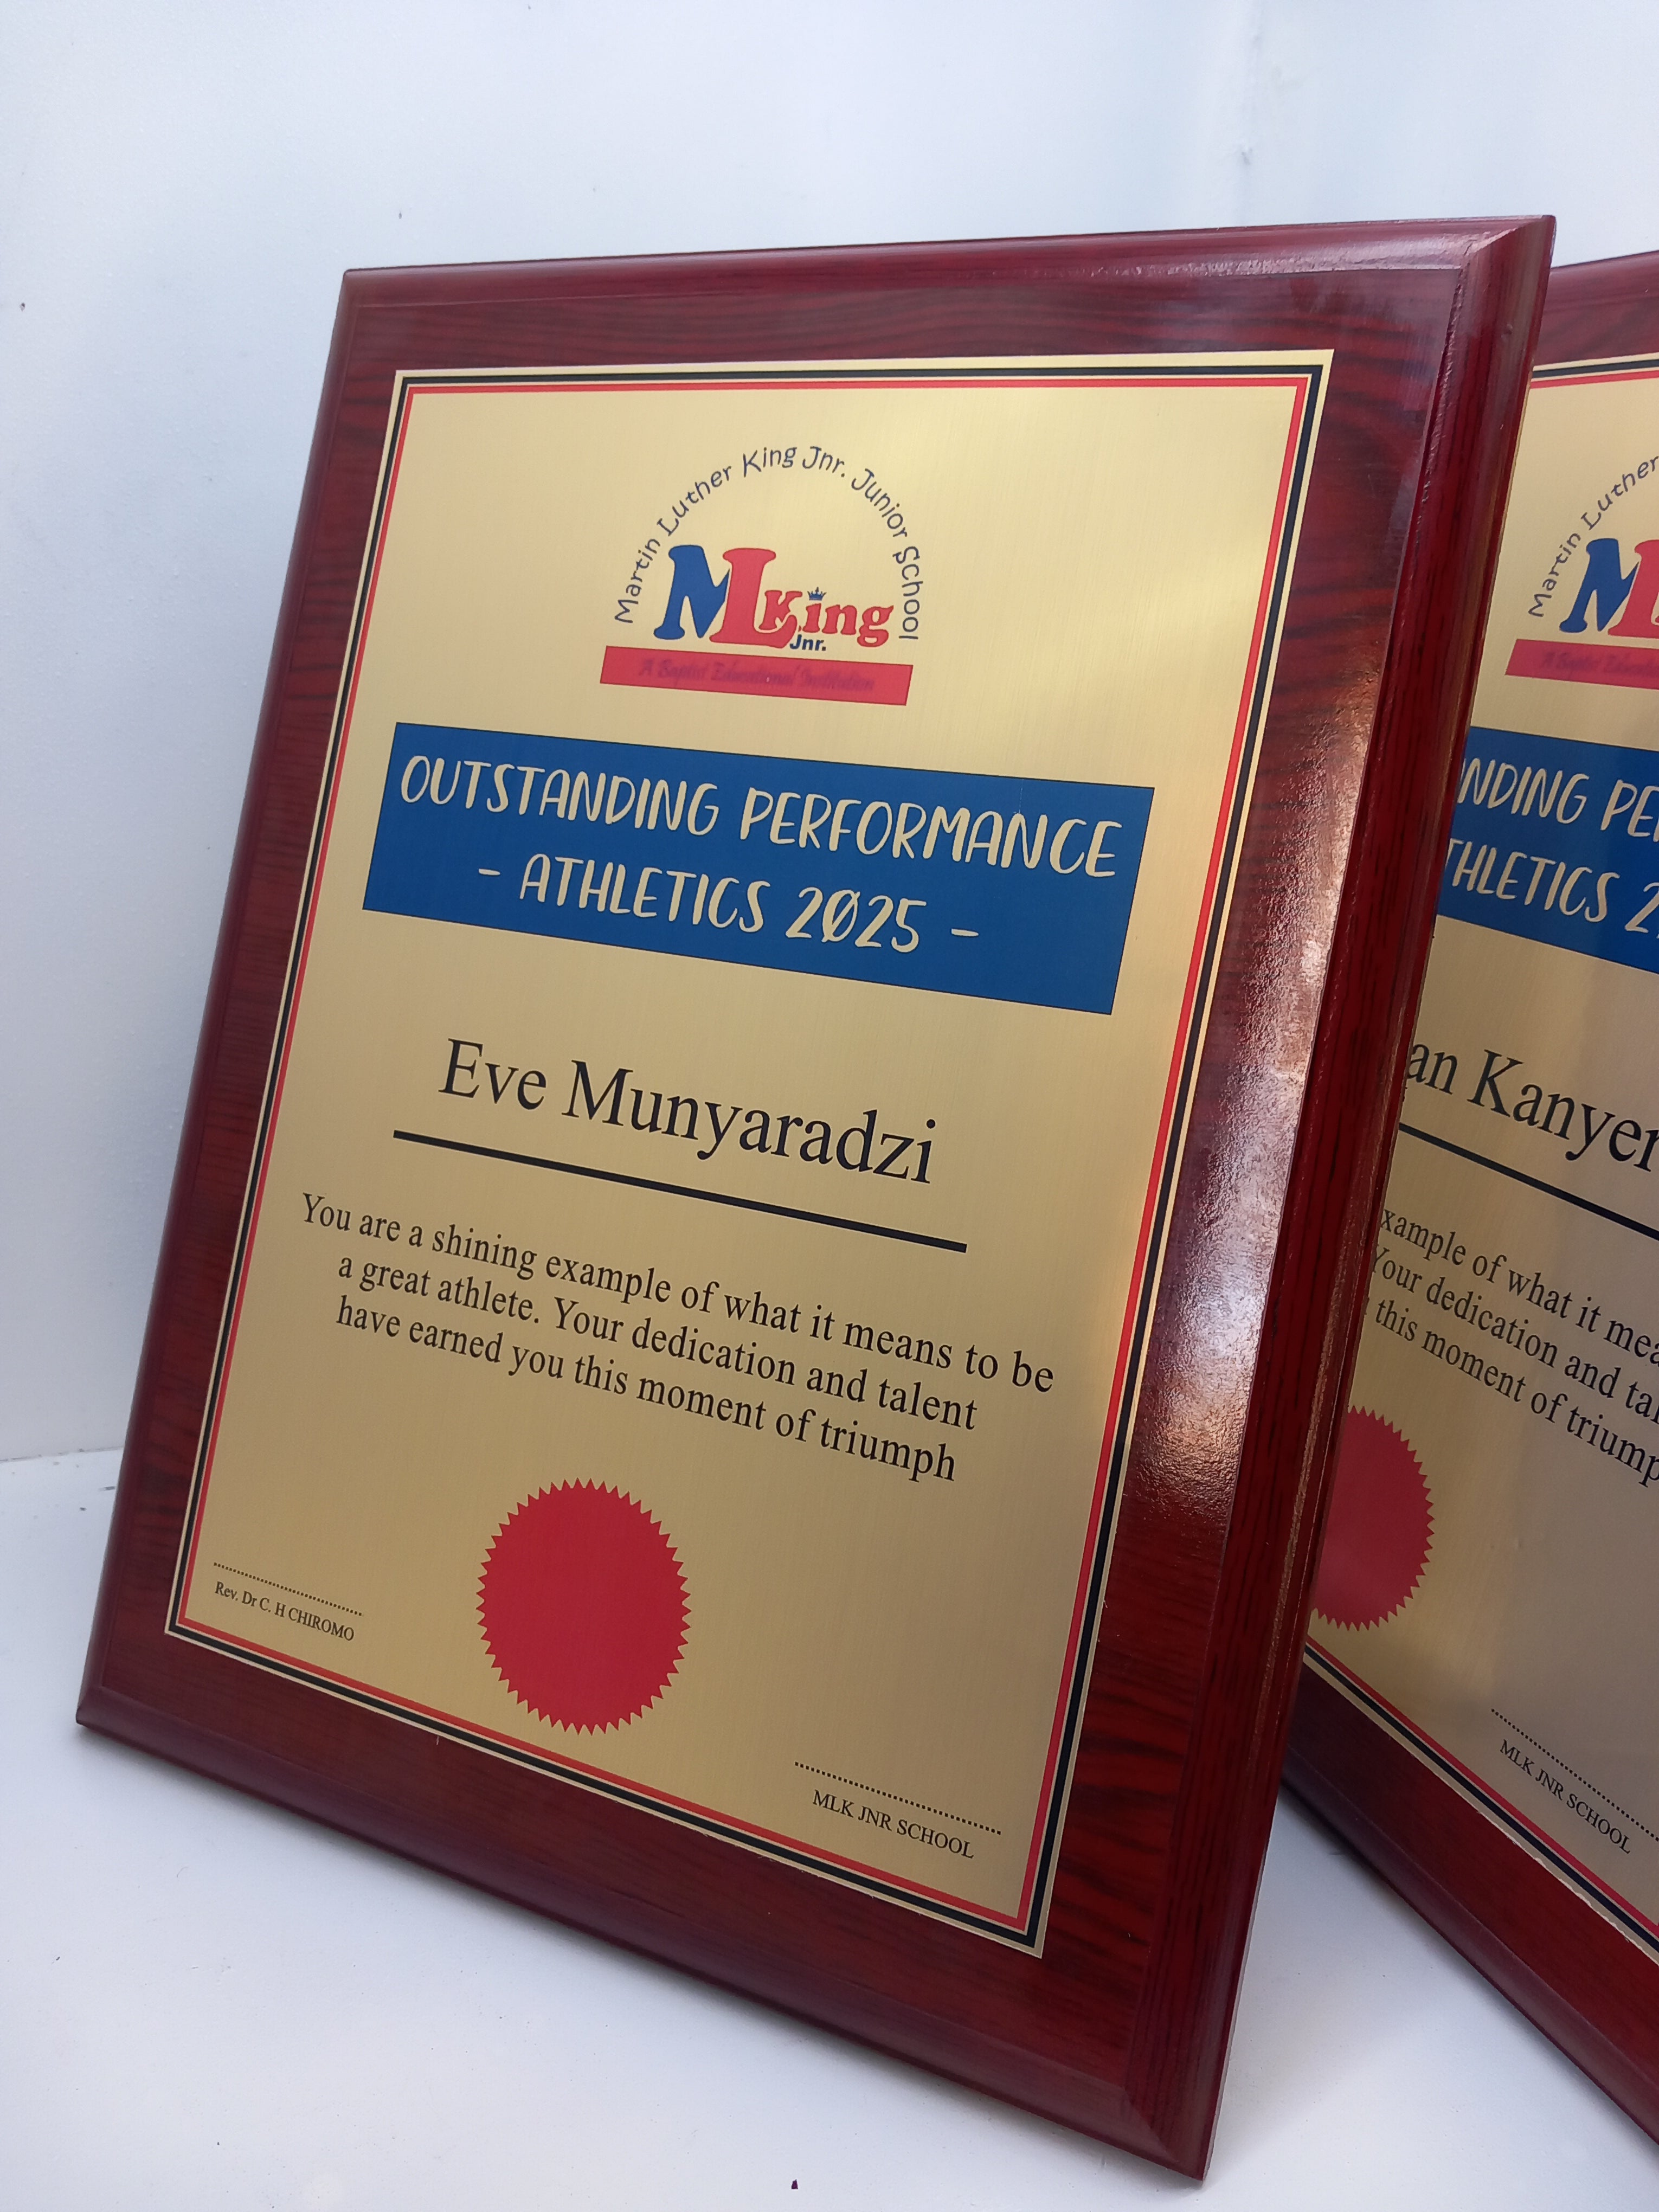 Martin Luther King Jnr. Junior School
MLKing
Jnr.
A Baptist Educational Institution
OUTSTANDING PERFORMANCE
- ATHLETICS 2025 -
Eve Munyaradzi
You are a shining example of what it means to be
a great athlete. Your dedication and talent
have earned you this moment of triumph
Rev. Dr C. H CHIROMO
MLK JNR SCHOOL
Martin Luther
M
NDING PE
THLETICS 2
an Kanyer
xample of what it mea
Your dedication and tal
this moment of triump
MLK JNR SCHOOL